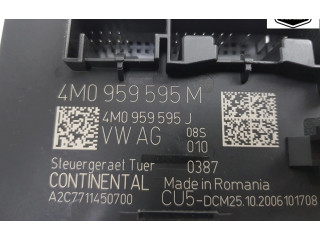 4M0 959 595 M
4M0 959 595 J
VW AG 08S
010
Steuergeraet Tuer 0387
CONTINENTAL Made in Romania
A2C7711450700 CU5-DCM25.10.2006101708